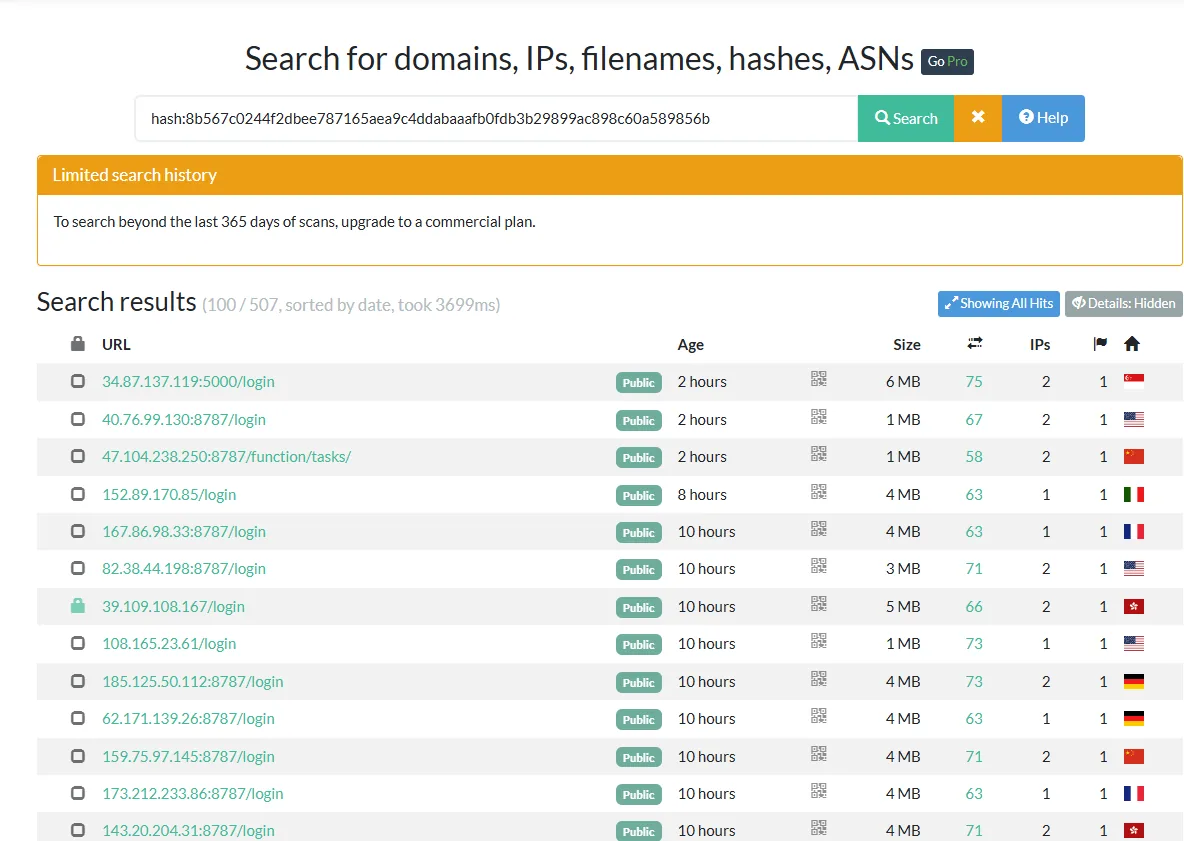 Search for domains, IPs, filenames, hashes, ASNs Go Pro
hash:8b567c0244f2dbee787165aea9c4ddabaaafb0fdb3b29899ac898c60a589856b Search Help
Limited search history
To search beyond the last 365 days of scans, upgrade to a commercial plan.
Search results (100 / 507, sorted by date, took 3699ms) Showing All Hits Details: Hidden
URL Age Size IPs
34.87.137.119:5000/login Public 2 hours 6 MB 75 2 1
40.76.99.130:8787/login Public 2 hours 1 MB 67 2 1
47.104.238.250:8787/function/tasks/ Public 2 hours 1 MB 58 2 1
152.89.170.85/login Public 8 hours 4 MB 63 1 1
167.86.98.33:8787/login Public 10 hours 4 MB 63 1 1
82.38.44.198:8787/login Public 10 hours 3 MB 71 2 1
39.109.108.167/login Public 10 hours 5 MB 66 2 1
108.165.23.61/login Public 10 hours 1 MB 73 1 1
185.125.50.112:8787/login Public 10 hours 4 MB 73 2 1
62.171.139.26:8787/login Public 10 hours 4 MB 63 1 1
159.75.97.145:8787/login Public 10 hours 4 MB 71 2 1
173.212.233.86:8787/login Public 10 hours 4 MB 63 1 1
143.20.204.31:8787/login Public 10 hours 4 MB 71 2 1